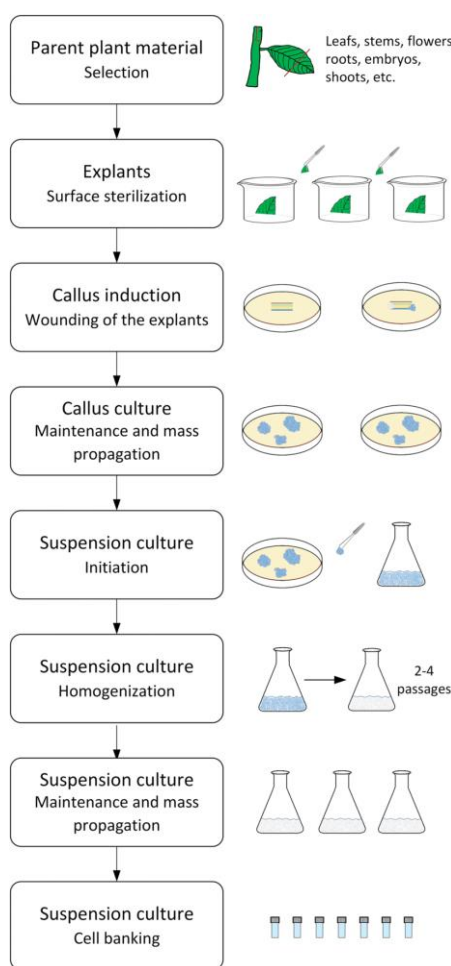 Parent plant material
Selection
Leafs, stems, flowers
roots, embryos,
shoots, etc.
Explants
Surface sterilization
Callus induction
Wounding of the explants
Callus culture
Maintenance and mass
propagation
Suspension culture
Initiation
Suspension culture
Homogenization
2-4
passages
Suspension culture
Maintenance and mass
propagation
Suspension culture
Cell banking